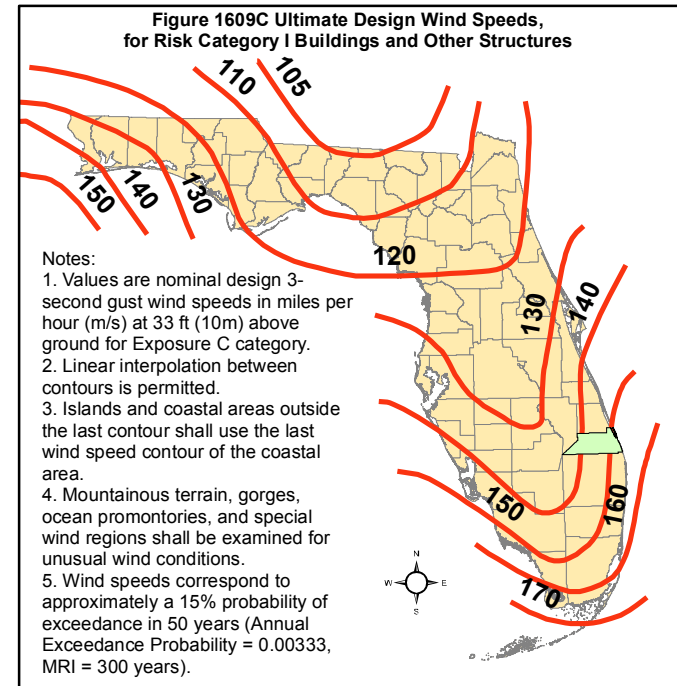 Figure 1609C Ultimate Design Wind Speeds,
for Risk Category I Buildings and Other Structures
105
110
150
140
130
120
Notes:
1. Values are nominal design 3-
second gust wind speeds in miles per
hour (m/s) at 33 ft (10m) above
ground for Exposure C category.
2. Linear interpolation between
contours is permitted.
3. Islands and coastal areas outside
the last contour shall use the last
wind speed contour of the coastal
area.
4. Mountainous terrain, gorges,
ocean promontories, and special
wind regions shall be examined for
unusual wind conditions.
5. Wind speeds correspond to
approximately a 15% probability of
exceedance in 50 years (Annual
Exceedance Probability = 0.00333,
MRI = 300 years).
130
140
150
160
170
N
W E
S